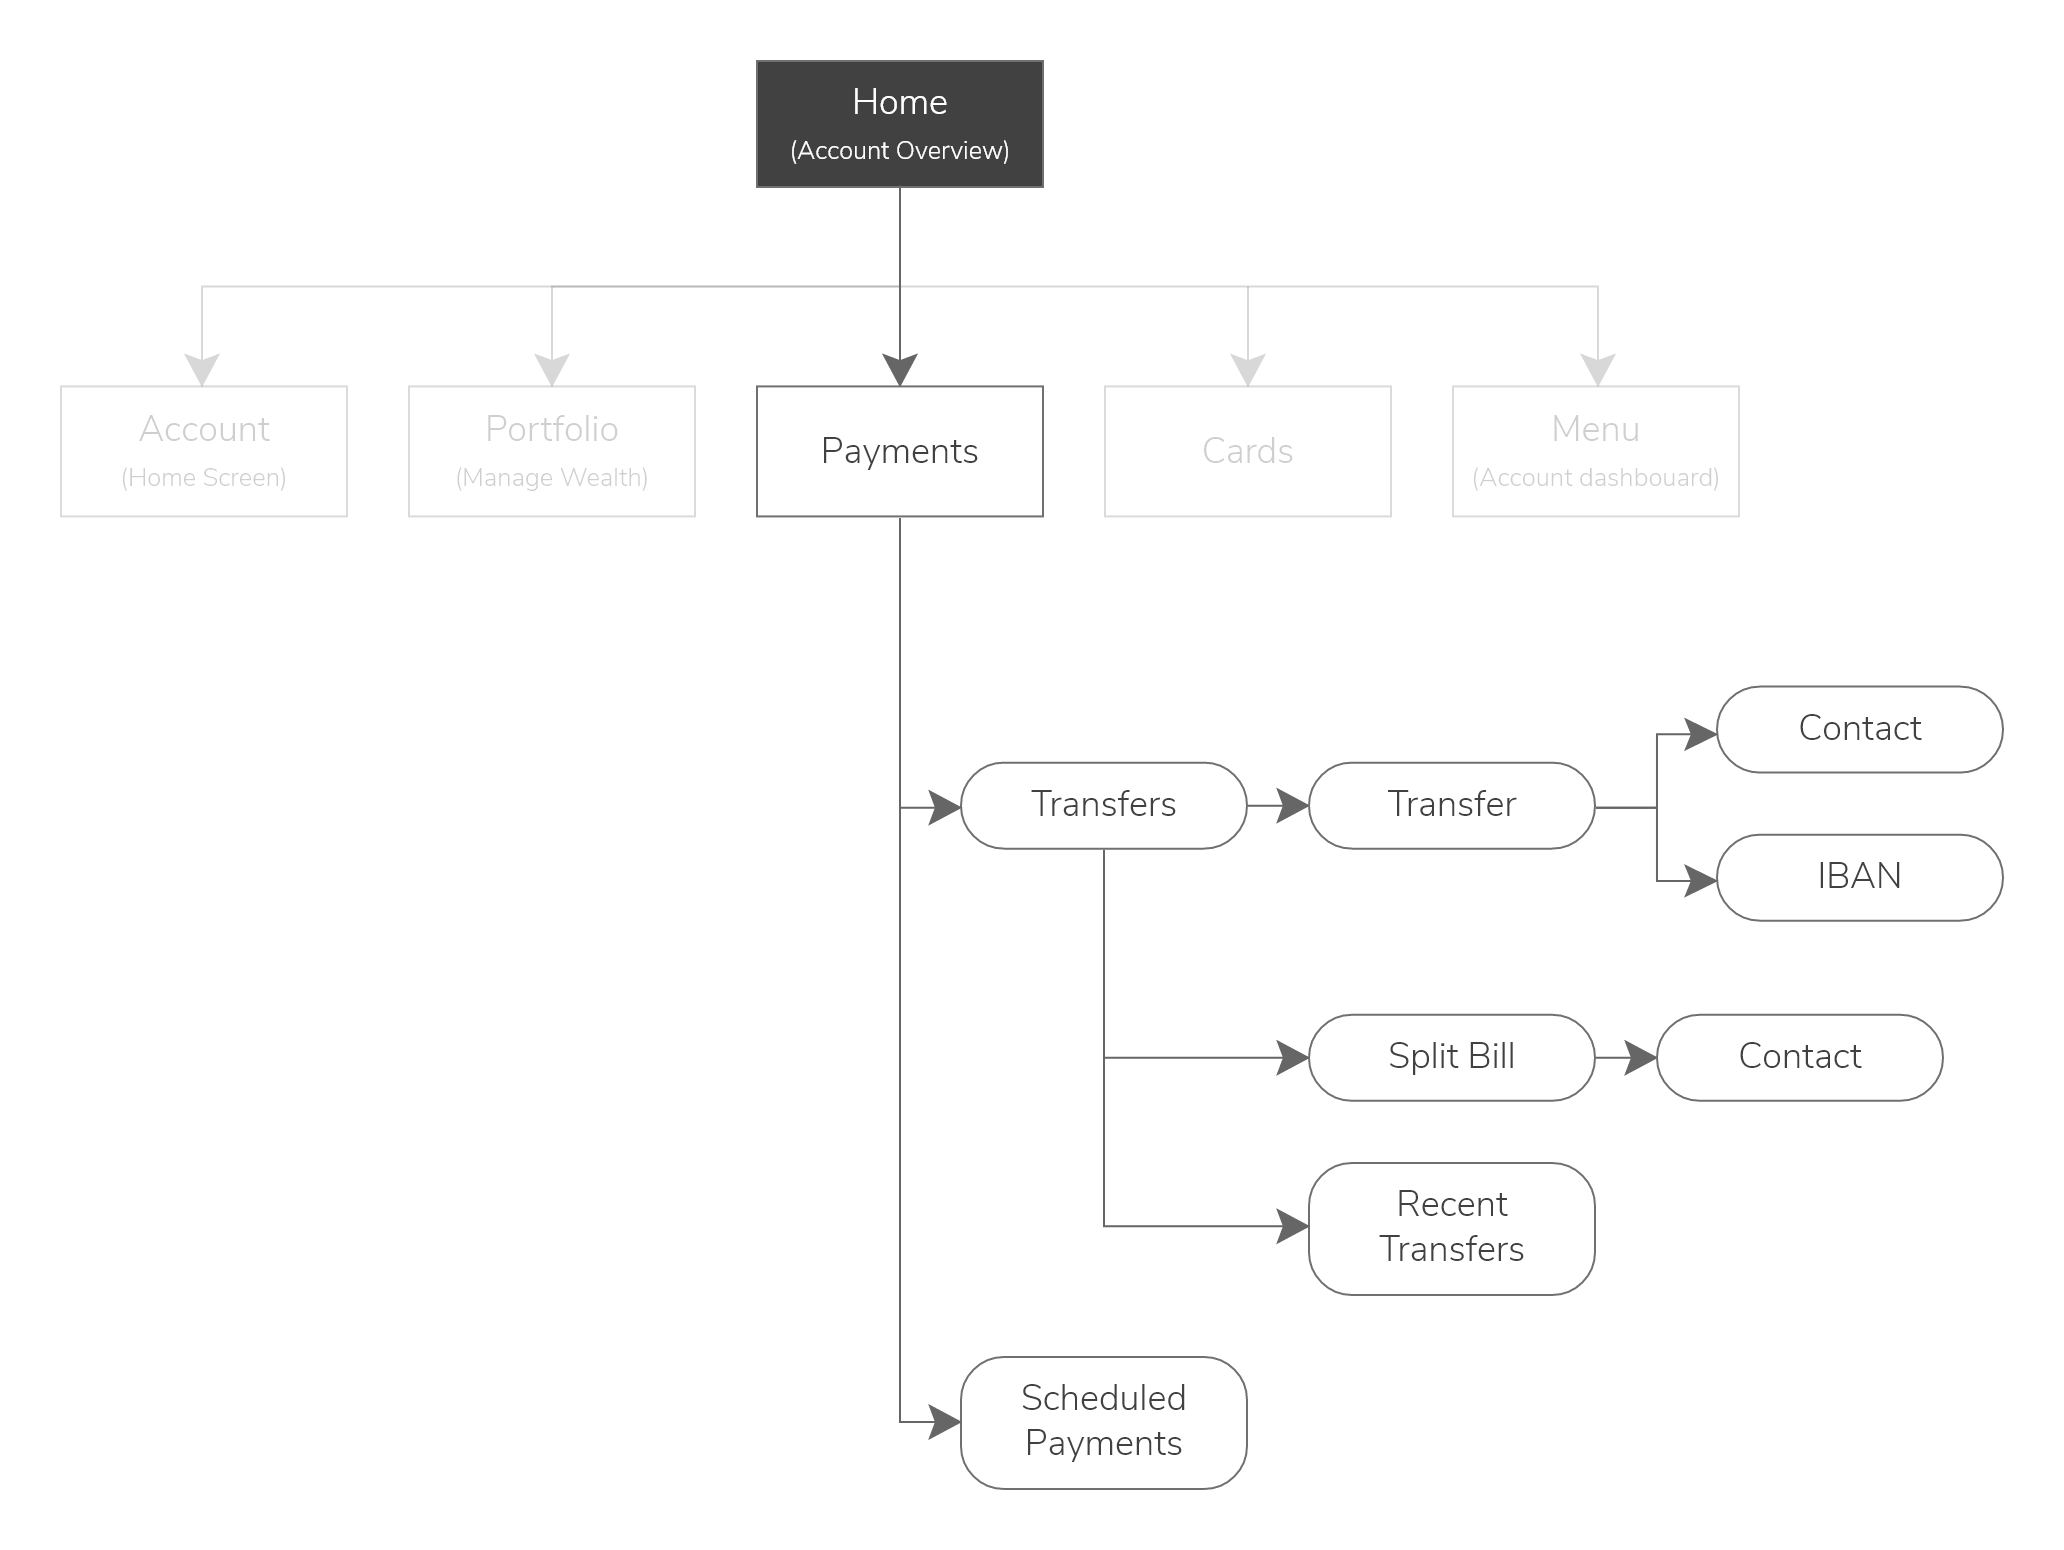 Home
(Account Overview)
Account
(Home Screen)
Portfolio
(Manage Wealth)
Payments
Cards
Menu
(Account dashbouard)
Contact
Transfers
Transfer
IBAN
Split Bill
Contact
Recent
Transfers
Scheduled
Payments